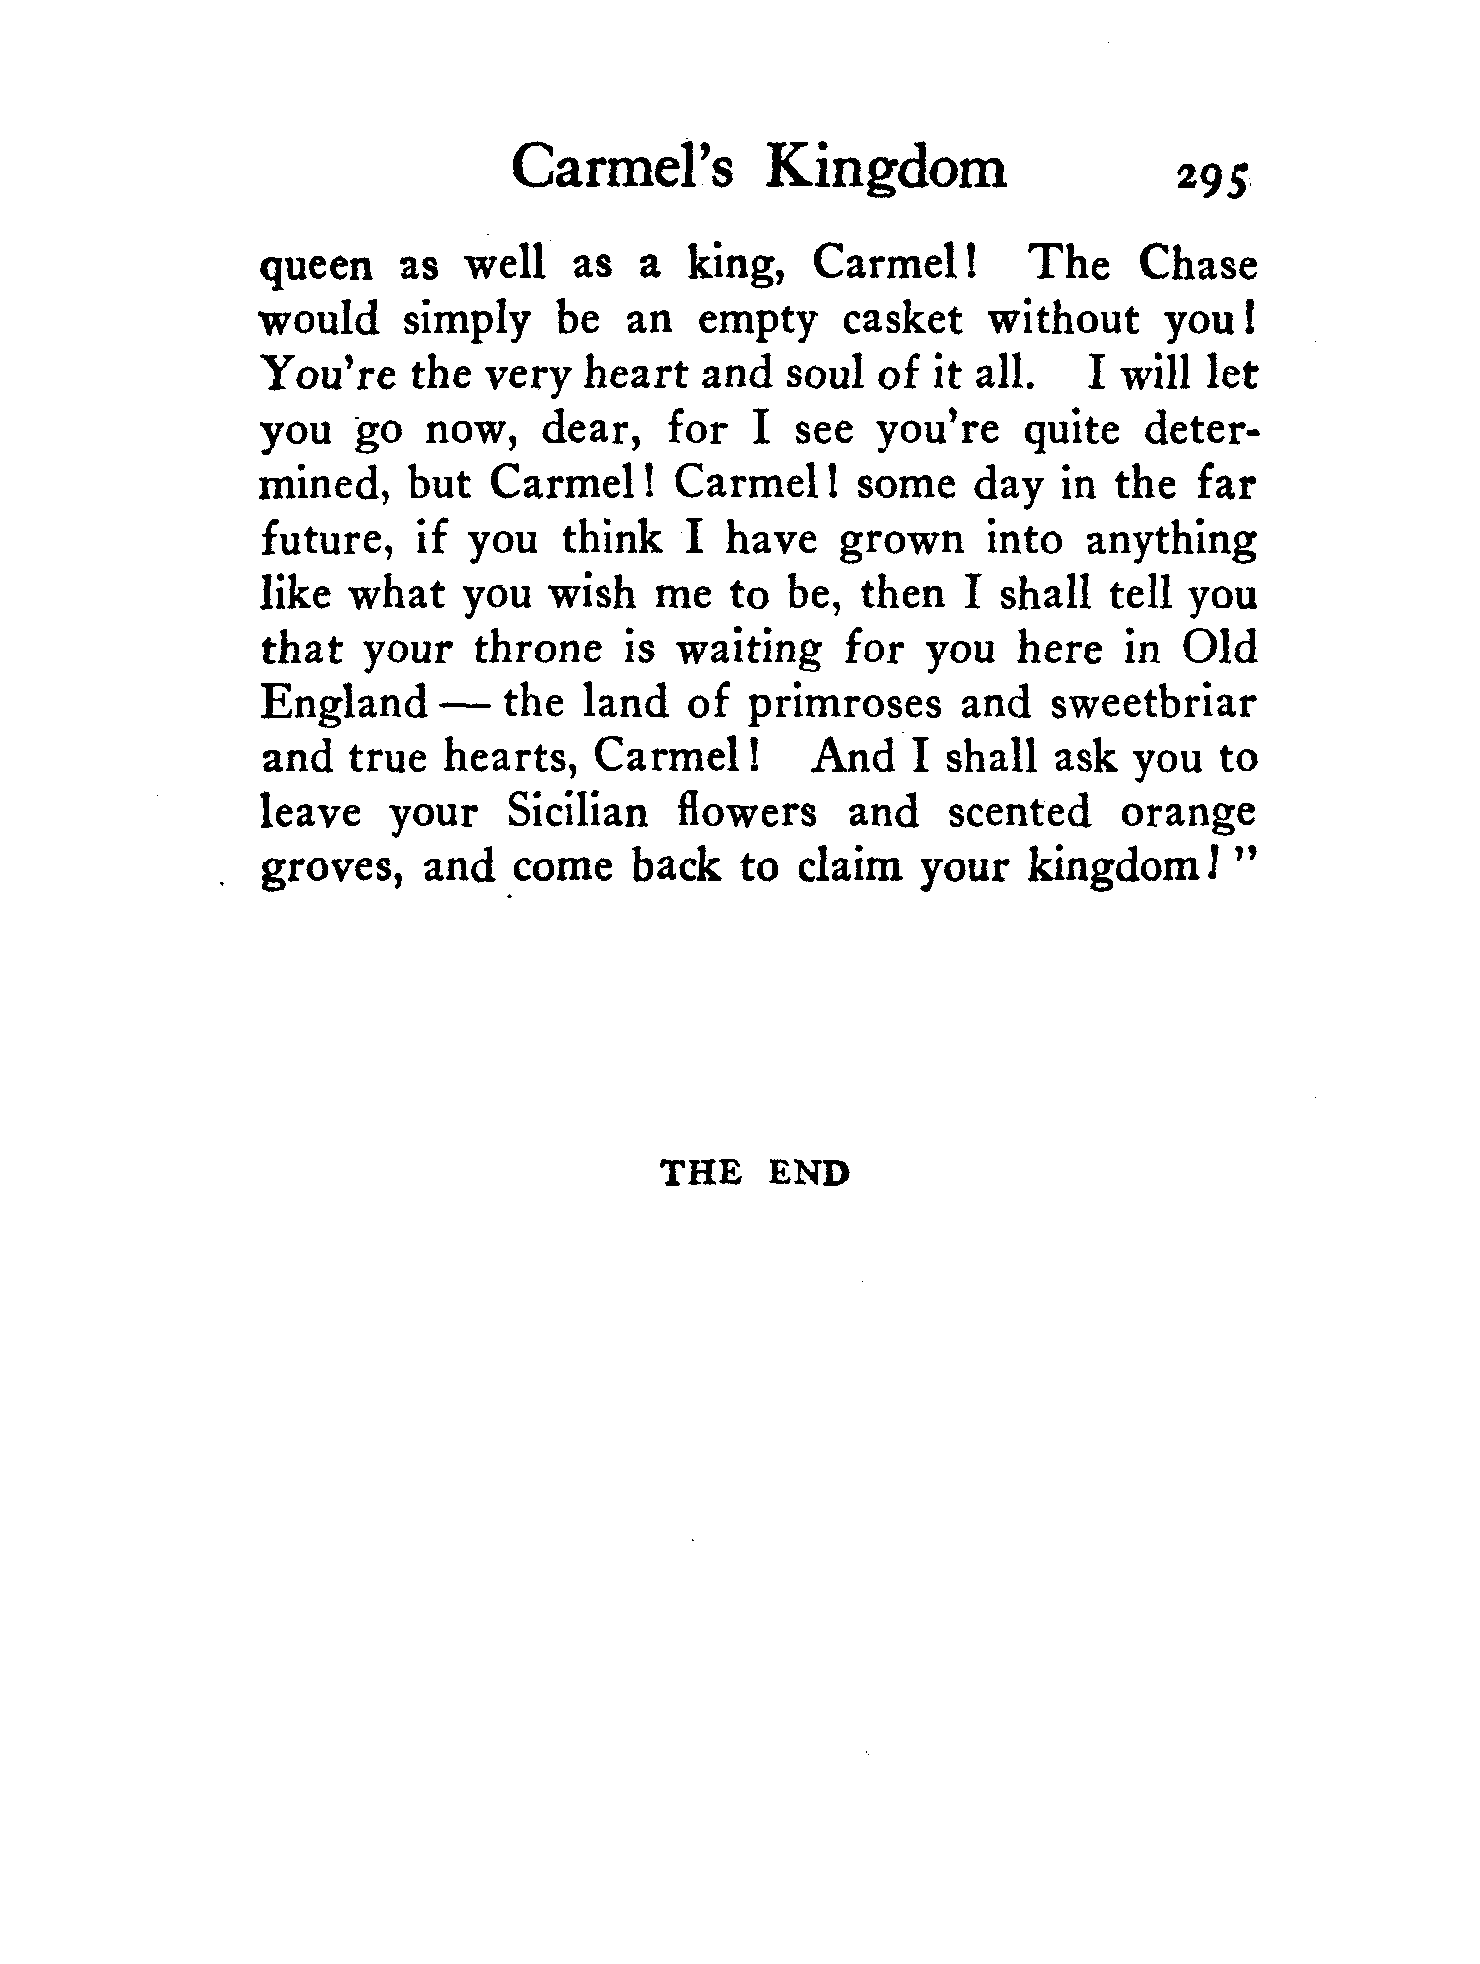 Carmel's Kingdom 295
queen as well as a king, Carmel! The Chase
would simply be an empty casket without you!
You're the very heart and soul of it all. I will let
you go now, dear, for I see you're quite deter-
mined, but Carmel! Carmel! some day in the far
future, if you think I have grown into anything
like what you wish me to be, then I shall tell you
that your throne is waiting for you here in Old
England — the land of primroses and sweetbriar
and true hearts, Carmel! And I shall ask you to
leave your Sicilian flowers and scented orange
groves, and come back to claim your kingdom!"
THE END